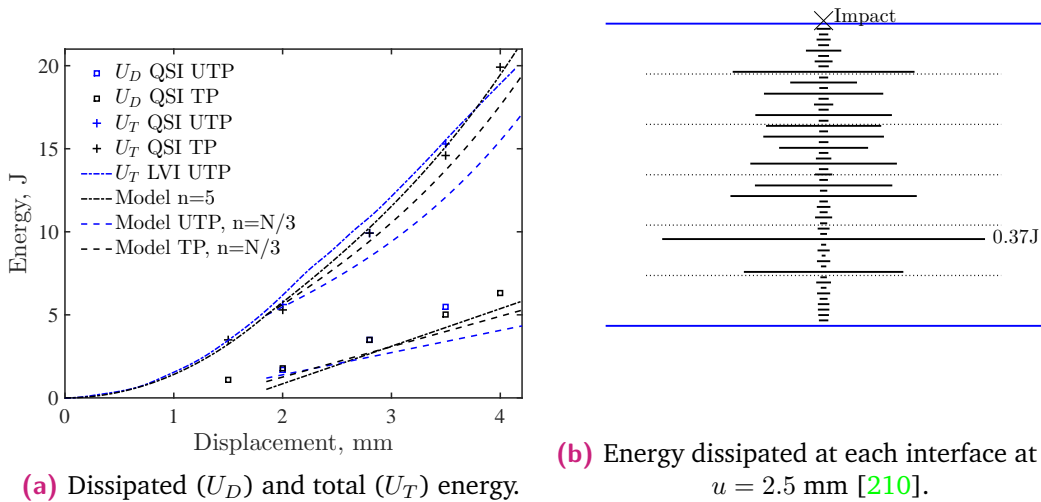 20
15
10
5
0
Energy, J
U_D QSI UTP
U_D QSI TP
U_T QSI UTP
U_T QSI TP
U_T LVI UTP
Model n=5
Model UTP, n=N/3
Model TP, n=N/3
0 1 2 3 4
Displacement, mm
(a) Dissipated (U_D) and total (U_T) energy.
Impact
0.37J
(b) Energy dissipated at each interface at
u = 2.5 mm [210].